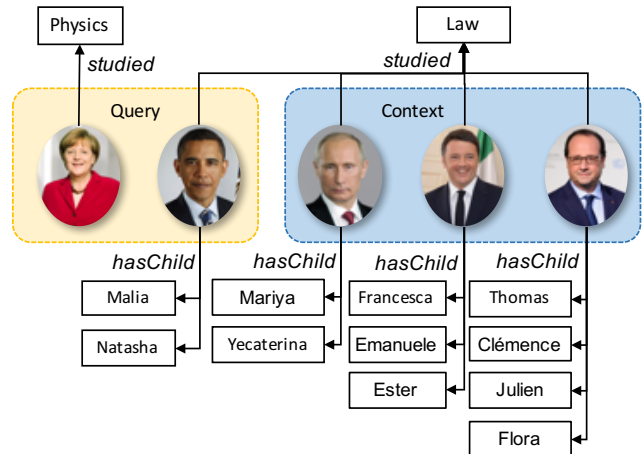 Physics
Law
studied
studied
Query
Context
hasChild
hasChild
hasChild
hasChild
Malia
Mariya
Francesca
Thomas
Natasha
Yecaterina
Emanuele
Clémence
Ester
Julien
Flora